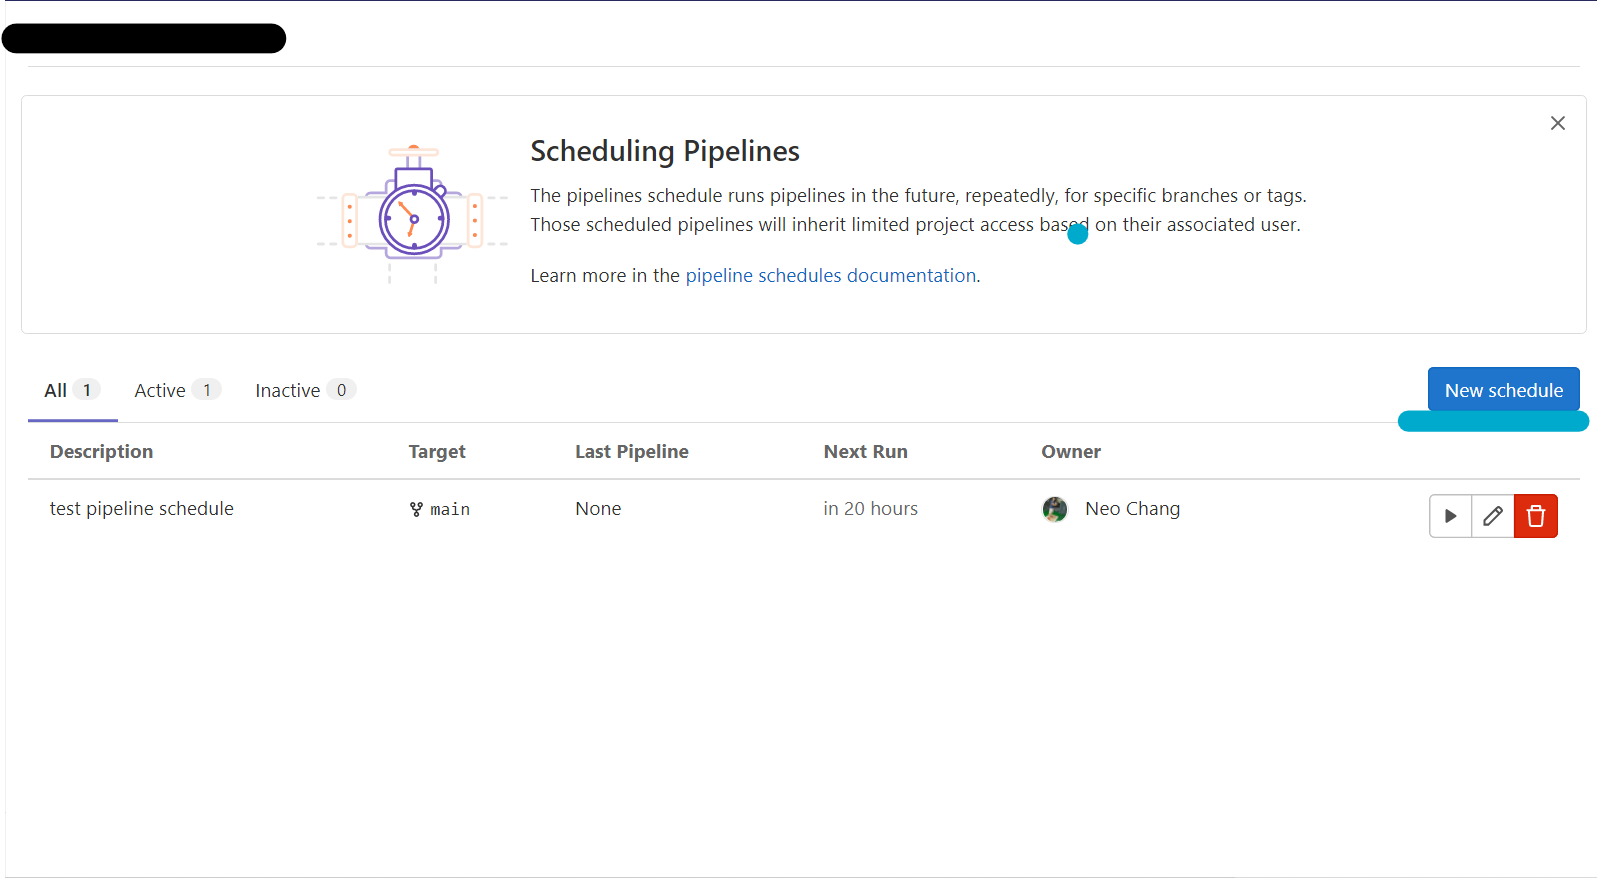 Scheduling Pipelines
The pipelines schedule runs pipelines in the future, repeatedly, for specific branches or tags.
Those scheduled pipelines will inherit limited project access based on their associated user.
Learn more in the pipeline schedules documentation.
All 1 Active 1 Inactive 0 New schedule
Description Target Last Pipeline Next Run Owner
test pipeline schedule main None in 20 hours Neo Chang